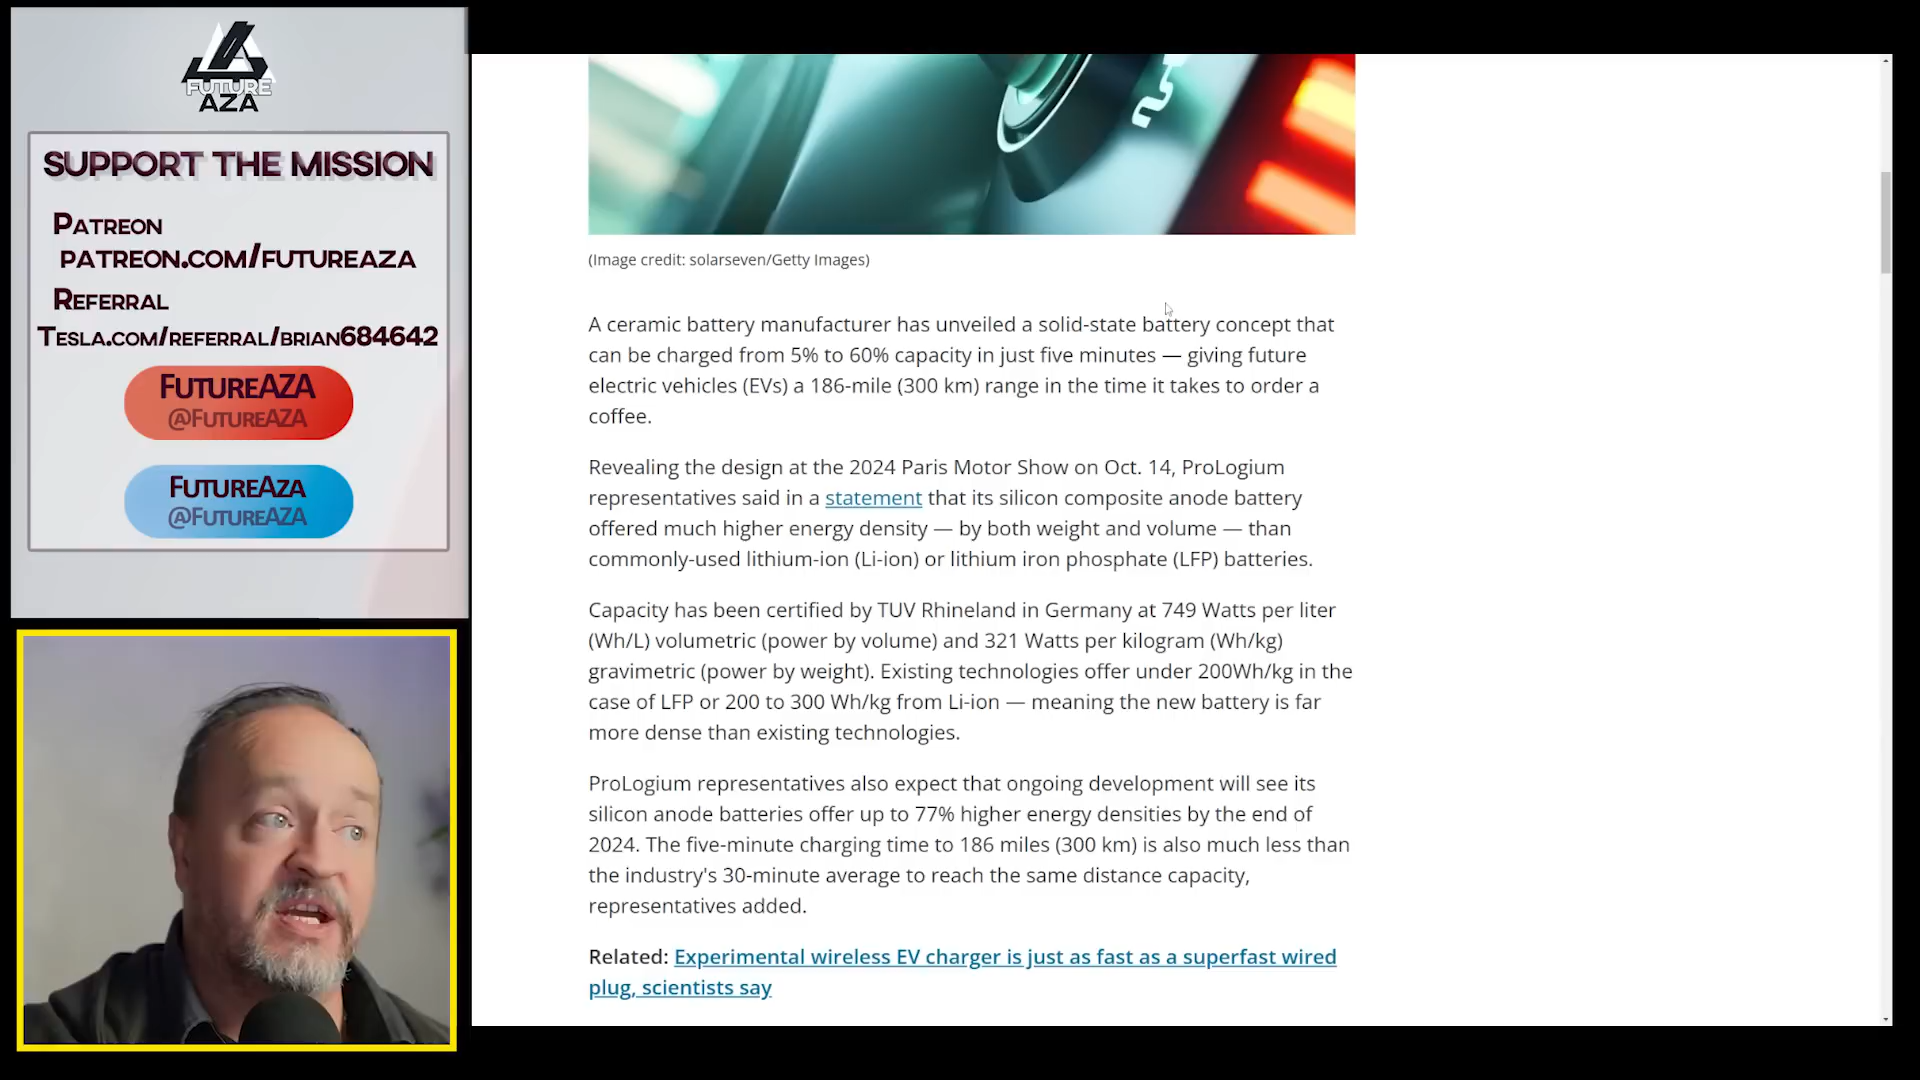 FUTURE
AZA
SUPPORT THE MISSION
PATREON
PATREON.COM/FUTUREAZA
REFERRAL
TESLA.COM/REFERRAL/BRIAN684642
FUTUREAZA
@FUTUREAZA
FUTUREAZA
@FUTUREAZA
(Image credit: solarseven/Getty Images)
A ceramic battery manufacturer has unveiled a solid-state battery concept that
can be charged from 5% to 60% capacity in just five minutes — giving future
electric vehicles (EVs) a 186-mile (300 km) range in the time it takes to order a
coffee.
Revealing the design at the 2024 Paris Motor Show on Oct. 14, ProLogium
representatives said in a statement that its silicon composite anode battery
offered much higher energy density — by both weight and volume — than
commonly-used lithium-ion (Li-ion) or lithium iron phosphate (LFP) batteries.
Capacity has been certified by TUV Rhineland in Germany at 749 Watts per liter
(Wh/L) volumetric (power by volume) and 321 Watts per kilogram (Wh/kg)
gravimetric (power by weight). Existing technologies offer under 200Wh/kg in the
case of LFP or 200 to 300 Wh/kg from Li-ion — meaning the new battery is far
more dense than existing technologies.
ProLogium representatives also expect that ongoing development will see its
silicon anode batteries offer up to 77% higher energy densities by the end of
2024. The five-minute charging time to 186 miles (300 km) is also much less than
the industry's 30-minute average to reach the same distance capacity,
representatives added.
Related: Experimental wireless EV charger is just as fast as a superfast wired
plug, scientists say